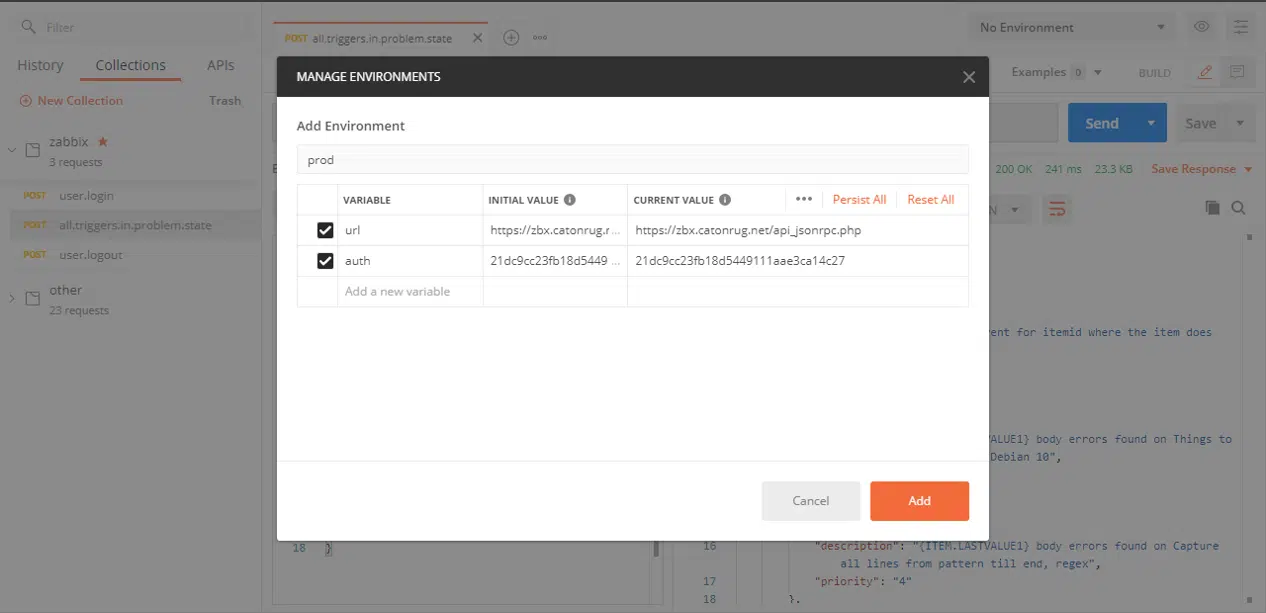 Filter
History Collections APIs
New Collection Trash
zabbix
3 requests
POST user.login
POST all.triggers.in.problem.state
POST user.logout
other
23 requests
POST all.triggers.in.problem.state
No Environment
Examples 0 BUILD
Send Save
200 OK 241 ms 23.3 KB Save Response
MANAGE ENVIRONMENTS
Add Environment
prod
VARIABLE INITIAL VALUE CURRENT VALUE Persist All Reset All
url https://zbx.catonrug.r... https://zbx.catonrug.net/api_jsonrpc.php
auth 21dc9cc23fb18d5449 ... 21dc9cc23fb18d5449111aae3ca14c27
Add a new variable
Cancel Add
for itemid where the item does
ALUE1} body errors found on Things to
Debian 10",
18 }
16 "description": "{ITEM.LASTVALUE1} body errors found on Capture
all lines from pattern till end, regex",
17 "priority": "4"
18 },